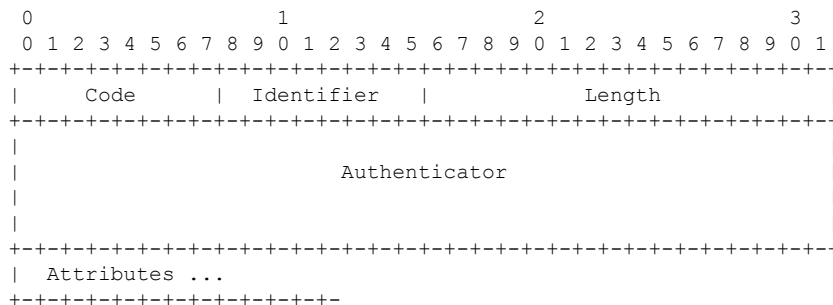 0                   1                   2                   3
 0 1 2 3 4 5 6 7 8 9 0 1 2 3 4 5 6 7 8 9 0 1 2 3 4 5 6 7 8 9 0 1
+-+-+-+-+-+-+-+-+-+-+-+-+-+-+-+-+-+-+-+-+-+-+-+-+-+-+-+-+-+-+-+-
|     Code      |  Identifier   |            Length             |
+-+-+-+-+-+-+-+-+-+-+-+-+-+-+-+-+-+-+-+-+-+-+-+-+-+-+-+-+-+-+-+-
|                                                               |
|                         Authenticator                         |
|                                                               |
|                                                               |
+-+-+-+-+-+-+-+-+-+-+-+-+-+-+-+-+-+-+-+-+-+-+-+-+-+-+-+-+-+-+-+-
|  Attributes ...
+-+-+-+-+-+-+-+-+-+-+-+-+-